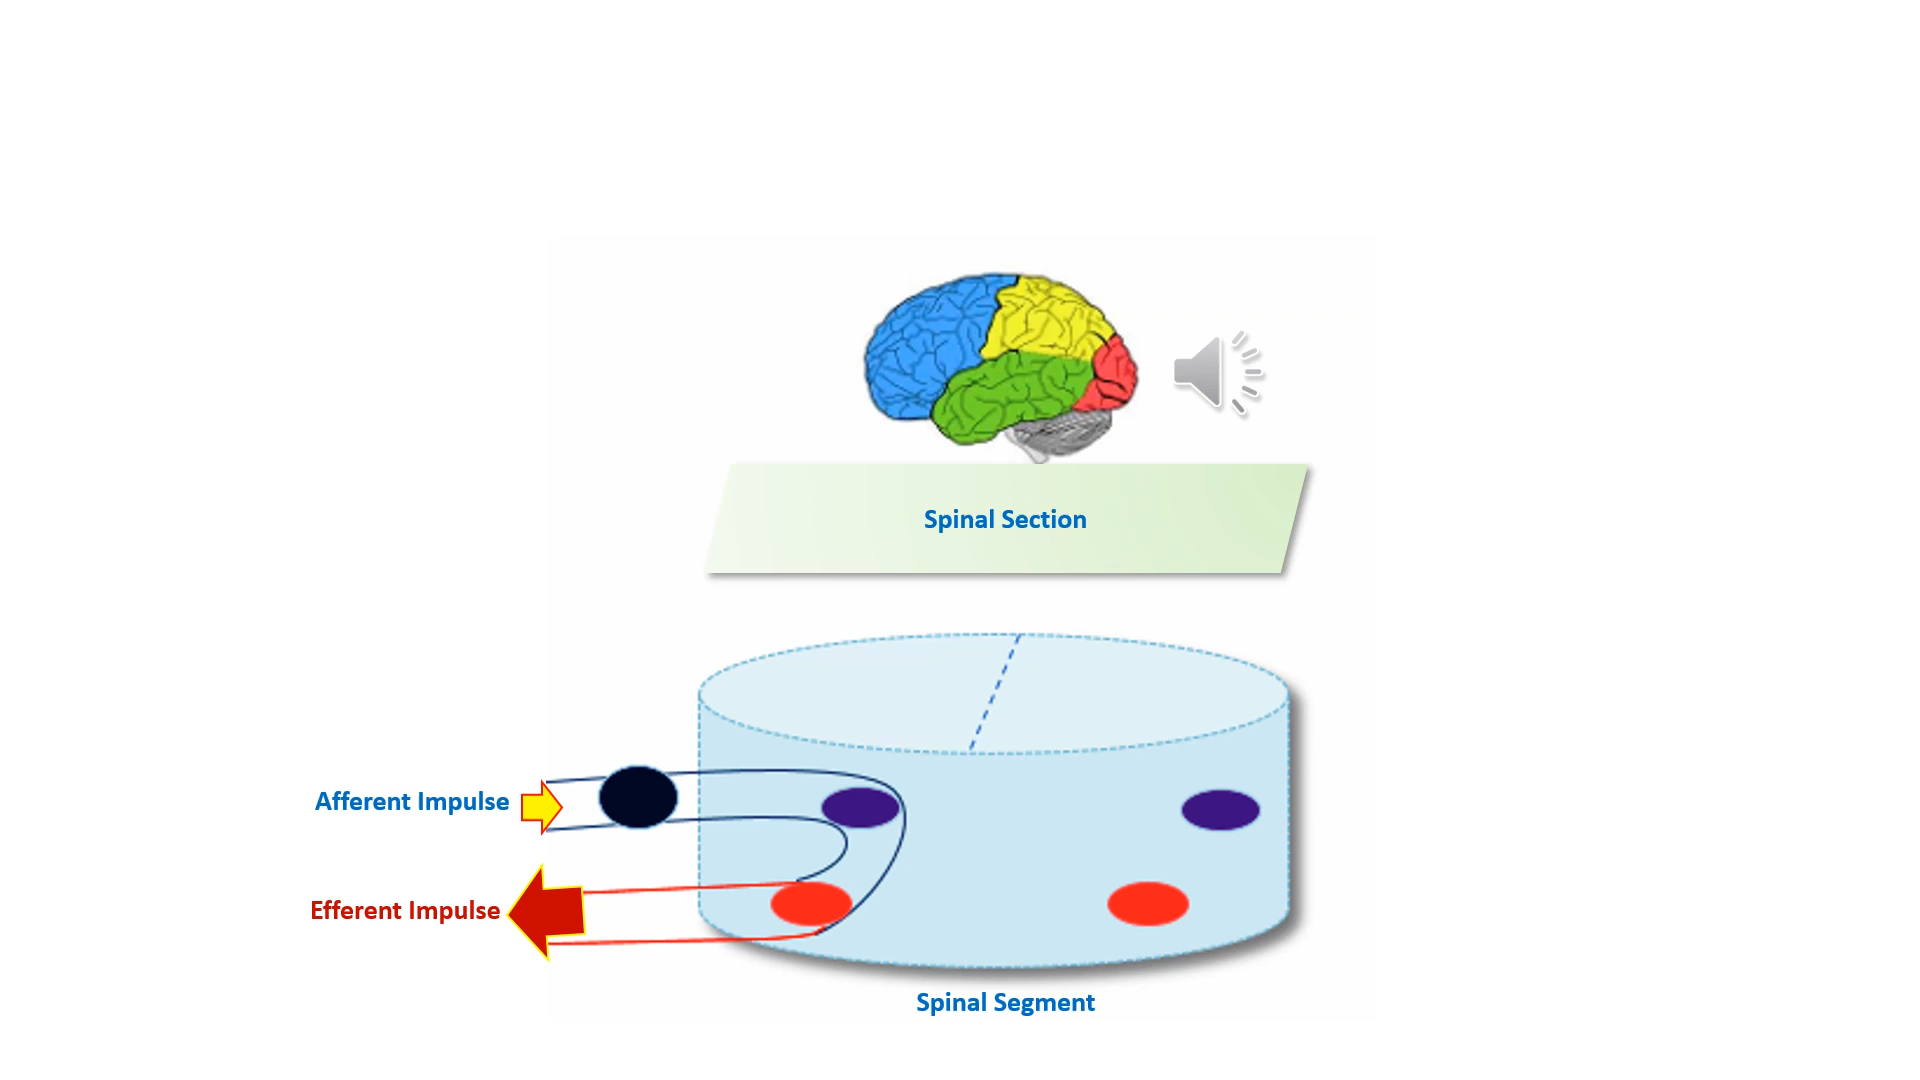 Spinal Section
Afferent Impulse
Efferent Impulse
Spinal Segment